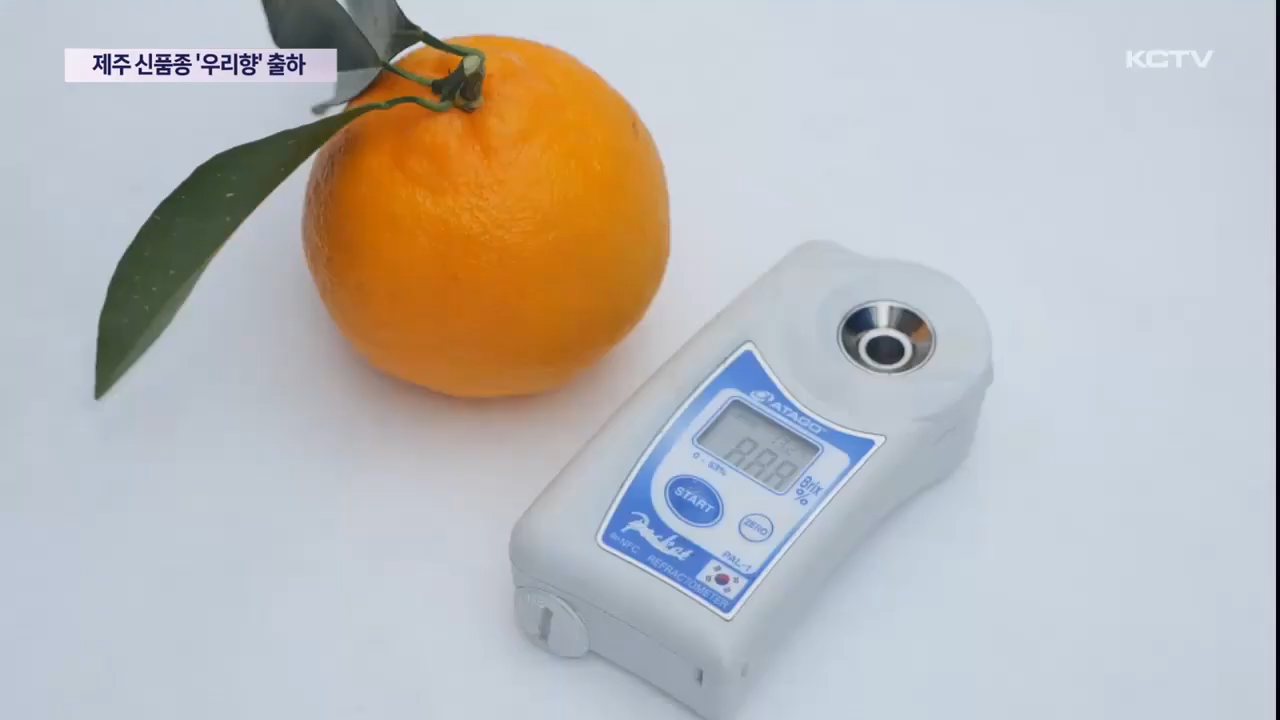 제주 신품종 '우리향' 출하
KCTV
ATAGO
0 - 93%
Brix
%
START
ZERO
Pocket
PAL-1
REFRACTOMETER